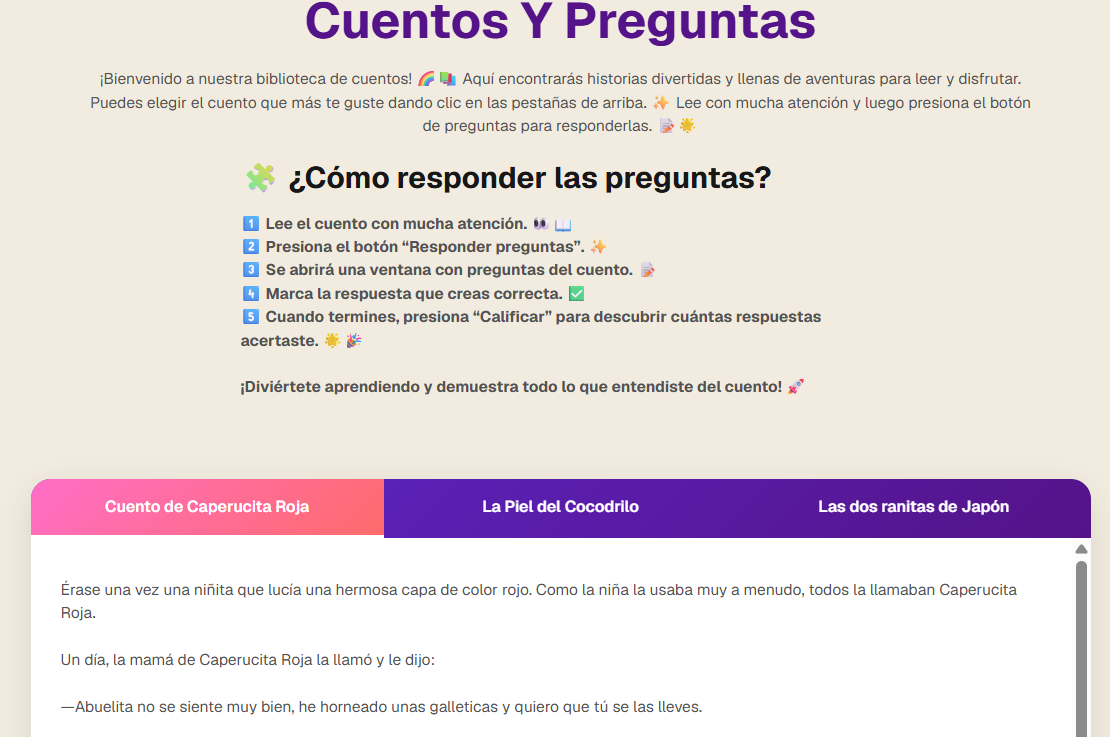 Cuentos Y Preguntas
¡Bienvenido a nuestra biblioteca de cuentos! 🌈 📚 Aquí encontrarás historias divertidas y llenas de aventuras para leer y disfrutar.
Puedes elegir el cuento que más te guste dando clic en las pestañas de arriba. ✨ Lee con mucha atención y luego presiona el botón
de preguntas para responderlas. 📝 🌟
🧩 ¿Cómo responder las preguntas?
1️⃣ Lee el cuento con mucha atención. 👀 📖
2️⃣ Presiona el botón “Responder preguntas”. ✨
3️⃣ Se abrirá una ventana con preguntas del cuento. 📝
4️⃣ Marca la respuesta que creas correcta. ✅
5️⃣ Cuando termines, presiona “Calificar” para descubrir cuántas respuestas
acertaste. 🌟 🎉
¡Diviértete aprendiendo y demuestra todo lo que entendiste del cuento! 🚀
Cuento de Caperucita Roja
La Piel del Cocodrilo
Las dos ranitas de Japón
Érase una vez una niñita que lucía una hermosa capa de color rojo. Como la niña la usaba muy a menudo, todos la llamaban Caperucita
Roja.
Un día, la mamá de Caperucita Roja la llamó y le dijo:
—Abuelita no se siente muy bien, he horneado unas galleticas y quiero que tú se las lleves.